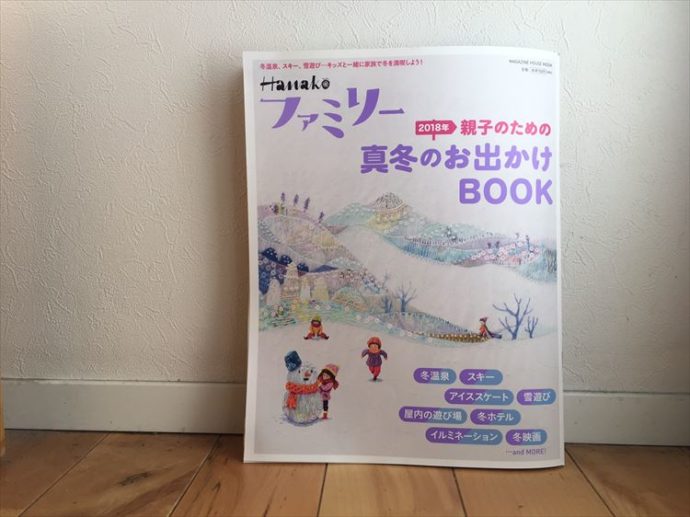 冬温泉、スキー、雪遊び…キッズと一緒に家族で冬を満喫しよう!
MAGAZINE HOUSE MOOK
Hanako
ファミリー
2018年 親子のための
真冬のお出かけ
BOOK
冬温泉 スキー
アイススケート 雪遊び
屋内の遊び場 冬ホテル
イルミネーション 冬映画
…and MORE!